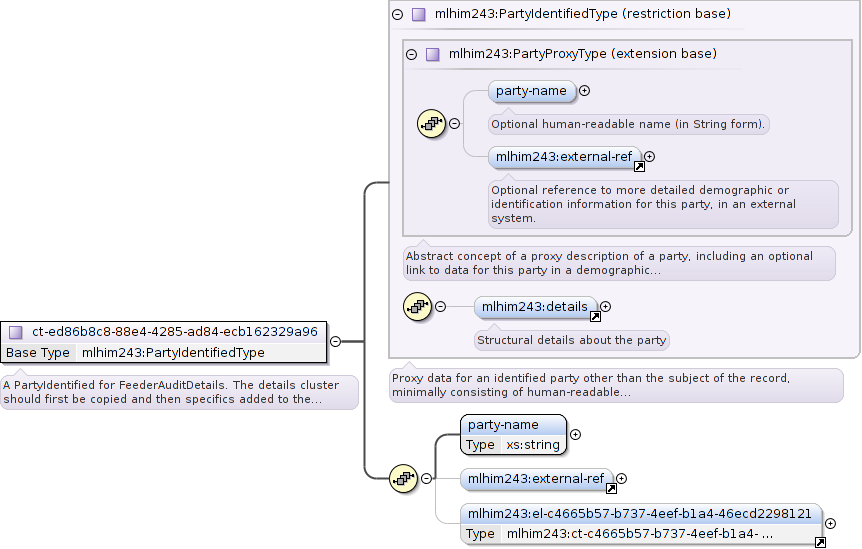 mlhim243:PartyIdentifiedType (restriction base)
mlhim243:PartyProxyType (extension base)
party-name
Optional human-readable name (in String form).
mlhim243:external-ref
Optional reference to more detailed demographic or
identification information for this party, in an external
system.
Abstract concept of a proxy description of a party, including an optional
link to data for this party in a demographic...
mlhim243:details
Structural details about the party
ct-ed86b8c8-88e4-4285-ad84-ecb162329a96
Base Type mlhim243:PartyIdentifiedType
A PartyIdentified for FeederAuditDetails. The details cluster
should first be copied and then specifics added to the...
Proxy data for an identified party other than the subject of the record,
minimally consisting of human-readable...
party-name
Type xs:string
mlhim243:external-ref
mlhim243:el-c4665b57-b737-4eef-b1a4-46ecd2298121
Type mlhim243:ct-c4665b57-b737-4eef-b1a4- ...